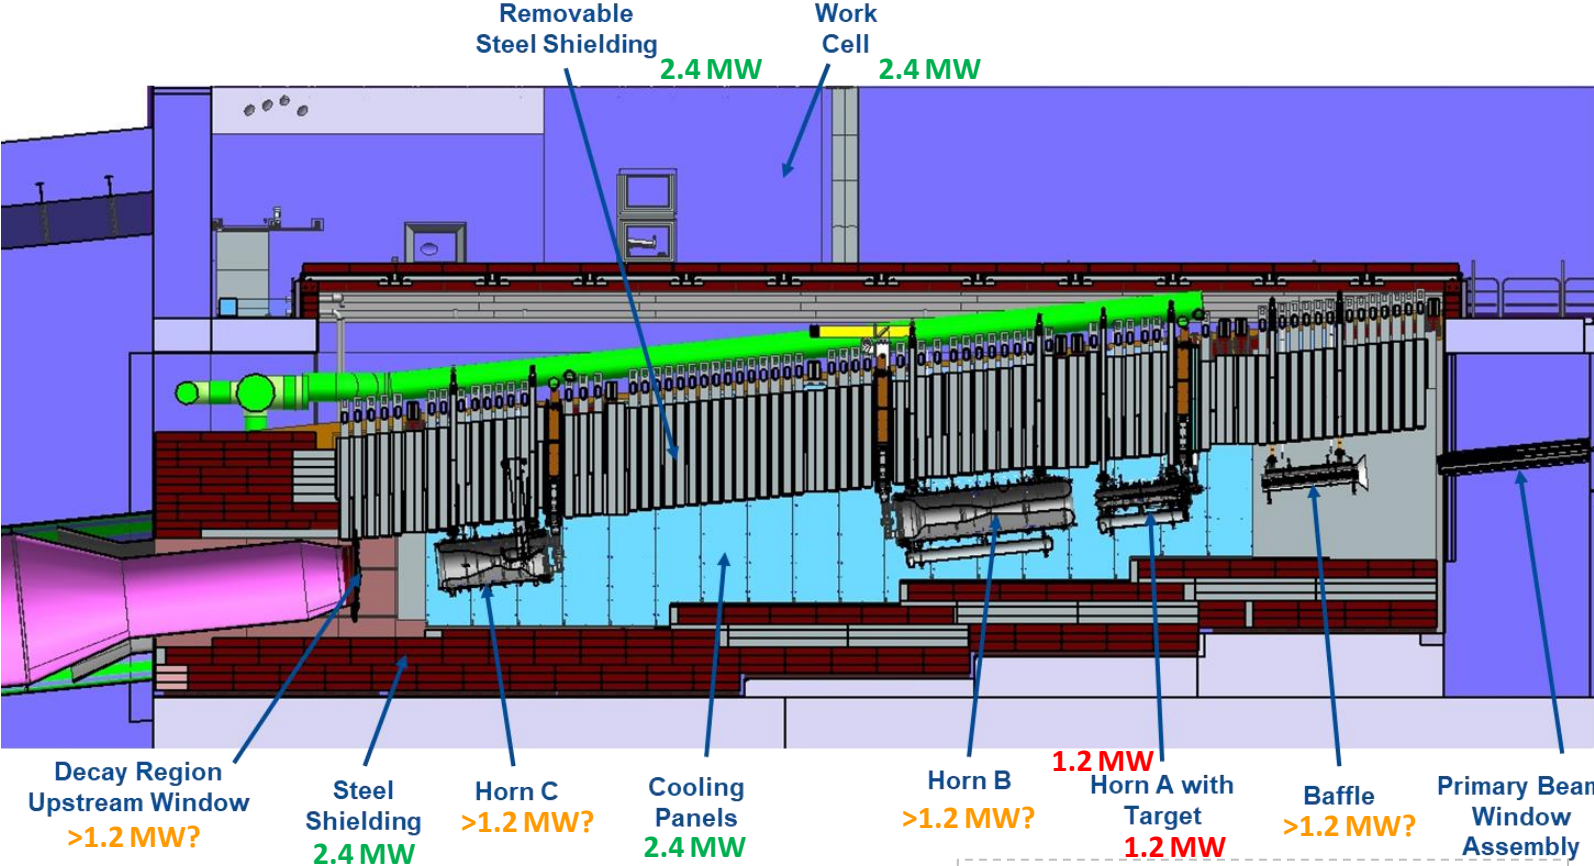 Removable
Steel Shielding
2.4 MW
Work
Cell
2.4 MW
Decay Region
Upstream Window
>1.2 MW?
Steel
Shielding
2.4 MW
Horn C
>1.2 MW?
Cooling
Panels
2.4 MW
Horn B
>1.2 MW?
1.2 MW
Horn A with
Target
1.2 MW
Baffle
>1.2 MW?
Primary Beam
Window
Assembly